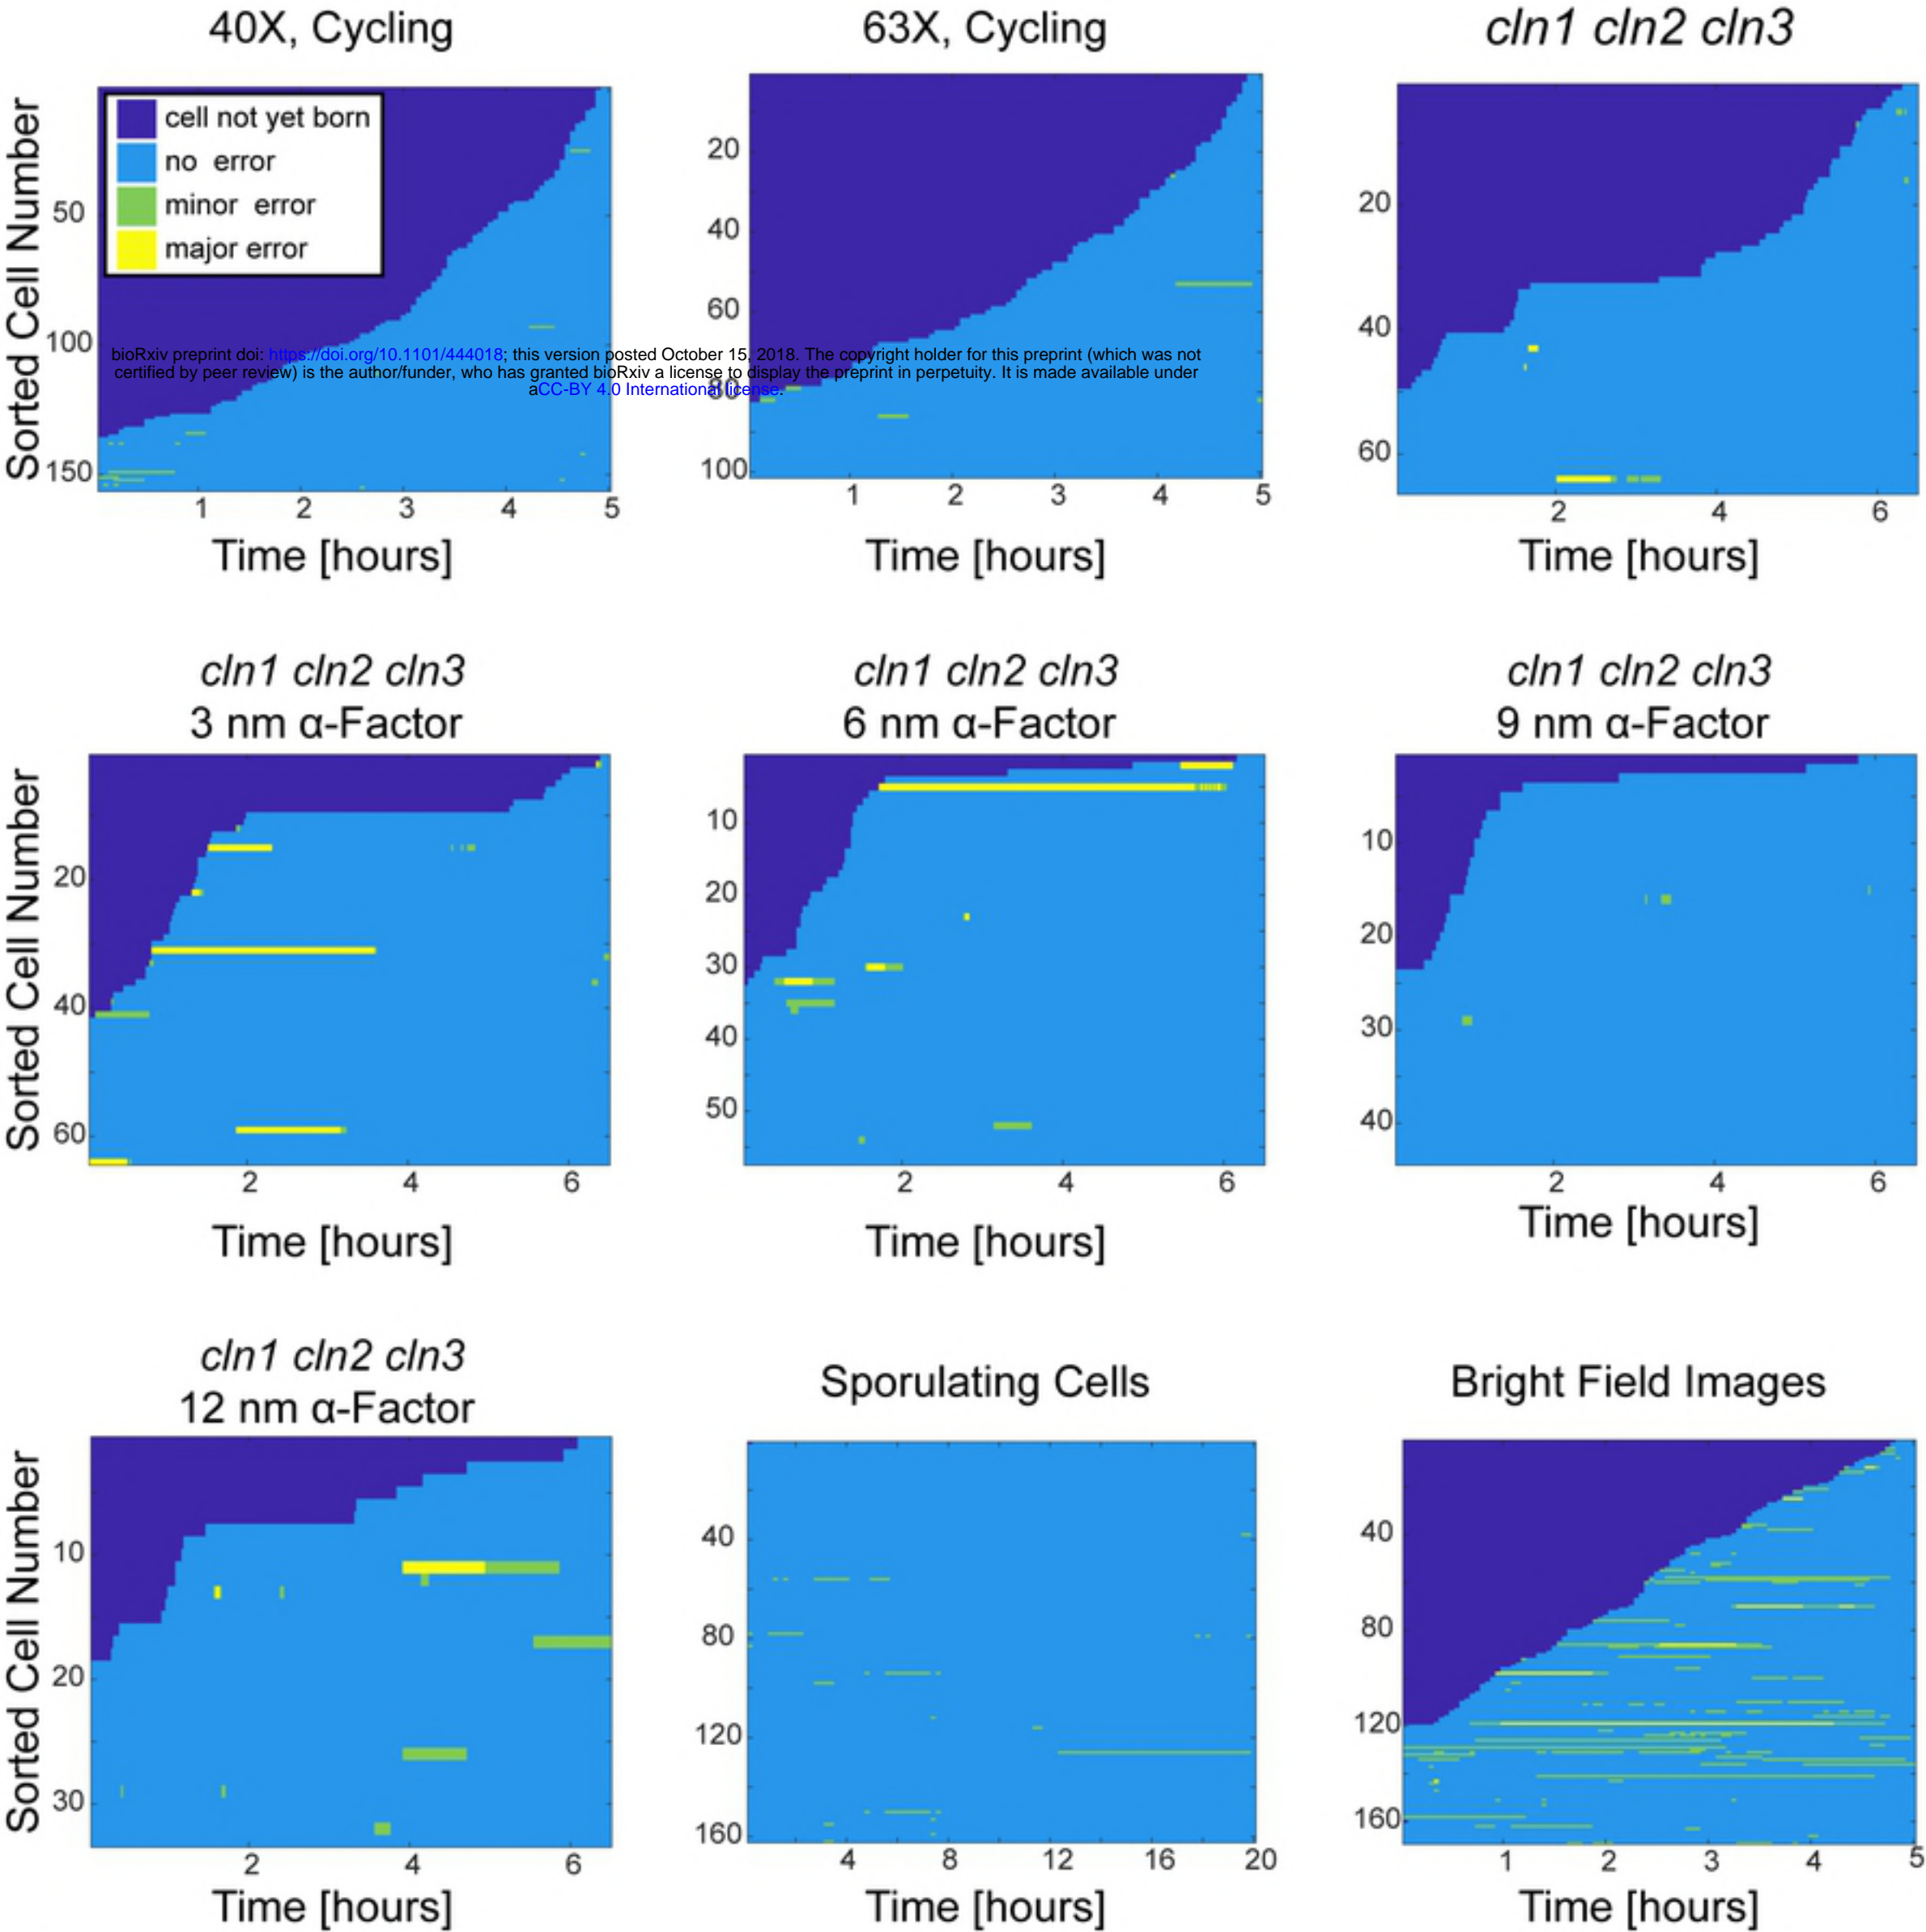 40X, Cycling
63X, Cycling
cln1 cln2 cln3
cell not yet born
no error
minor error
major error
Sorted Cell Number
50
100
150
1 2 3 4 5
Time [hours]
20
40
60
80
100
1 2 3 4 5
Time [hours]
20
40
60
2 4 6
Time [hours]
bioRxiv preprint doi: https://doi.org/10.1101/444018; this version posted October 15, 2018. The copyright holder for this preprint (which was not
certified by peer review) is the author/funder, who has granted bioRxiv a license to display the preprint in perpetuity. It is made available under
aCC-BY 4.0 International license.
cln1 cln2 cln3
3 nm α-Factor
Sorted Cell Number
20
40
60
2 4 6
Time [hours]
cln1 cln2 cln3
6 nm α-Factor
10
20
30
40
50
2 4 6
Time [hours]
cln1 cln2 cln3
9 nm α-Factor
10
20
30
40
2 4 6
Time [hours]
cln1 cln2 cln3
12 nm α-Factor
Sorted Cell Number
10
20
30
2 4 6
Time [hours]
Sporulating Cells
40
80
120
160
4 8 12 16 20
Time [hours]
Bright Field Images
40
80
120
160
1 2 3 4 5
Time [hours]